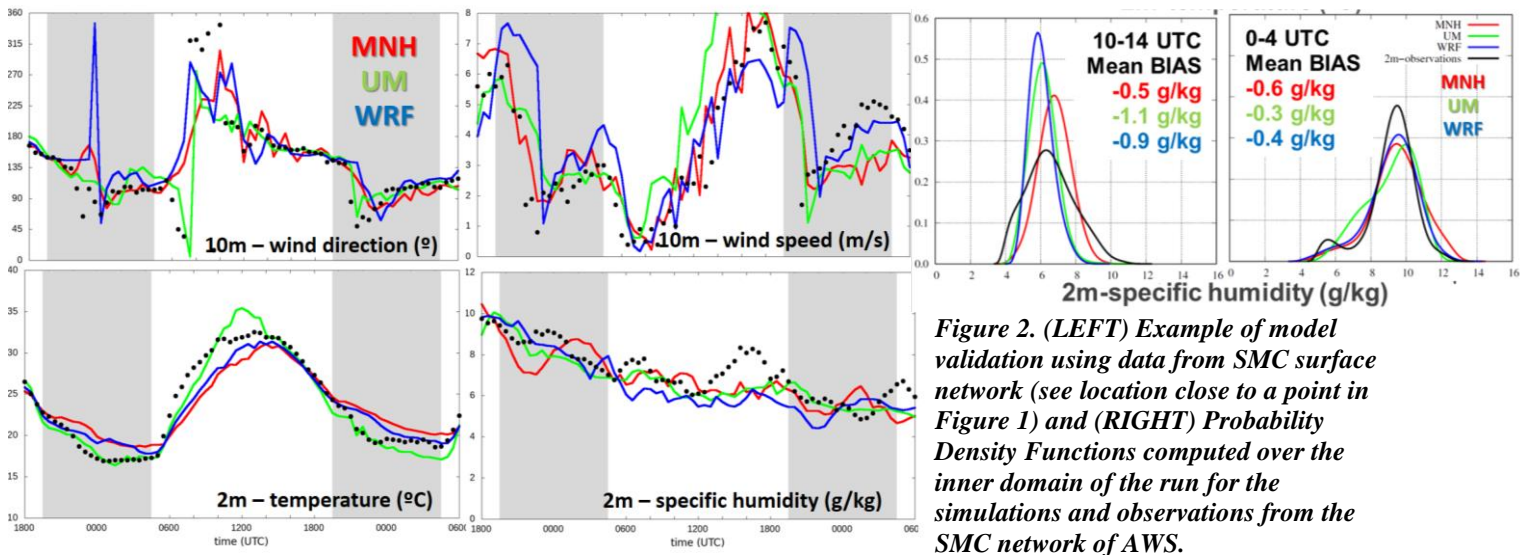 360
315
270
225
180
135
90
45
0
MNH
UM
WRF
10m – wind direction (º)
8
7
6
5
4
3
2
1
0
10m – wind speed (m/s)
40
35
30
25
20
15
10
2m – temperature (ºC)
1800 0000 0600 1200 1800 0000 0600
time (UTC)
14
12
10
8
6
4
2
0
2m – specific humidity (g/kg)
1800 0000 0600 1200 1800 0000 060
time (UTC)
0.6
0.5
0.4
0.3
0.2
0.1
0.0
10-14 UTC
Mean BIAS
-0.5 g/kg
-1.1 g/kg
-0.9 g/kg
0 2 4 6 8 10 12 14 16
0-4 UTC
Mean BIAS
-0.6 g/kg
-0.3 g/kg
-0.4 g/kg
MNH
UM
WRF
2m-observations
MNH
UM
WRF
0 2 4 6 8 10 12 14 16
2m-specific humidity (g/kg)
Figure 2. (LEFT) Example of model
validation using data from SMC surface
network (see location close to a point in
Figure 1) and (RIGHT) Probability
Density Functions computed over the
inner domain of the run for the
simulations and observations from the
SMC network of AWS.